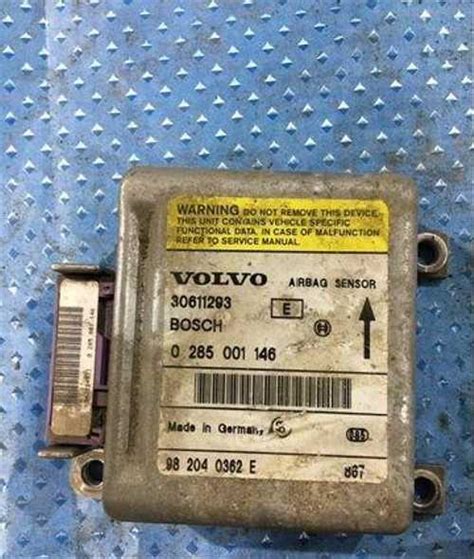 WARNING DO NOT REMOVE THIS DEVICE.
THIS UNIT CONTAINS VEHICLE SPECIFIC
FUNCTIONAL DATA. IN CASE OF MALFUNCTION
REFER TO SERVICE MANUAL.
VOLVO AIRBAG SENSOR
30611293 E
BOSCH
0 285 001 146
Made in Germany
98 204 0362 E 867